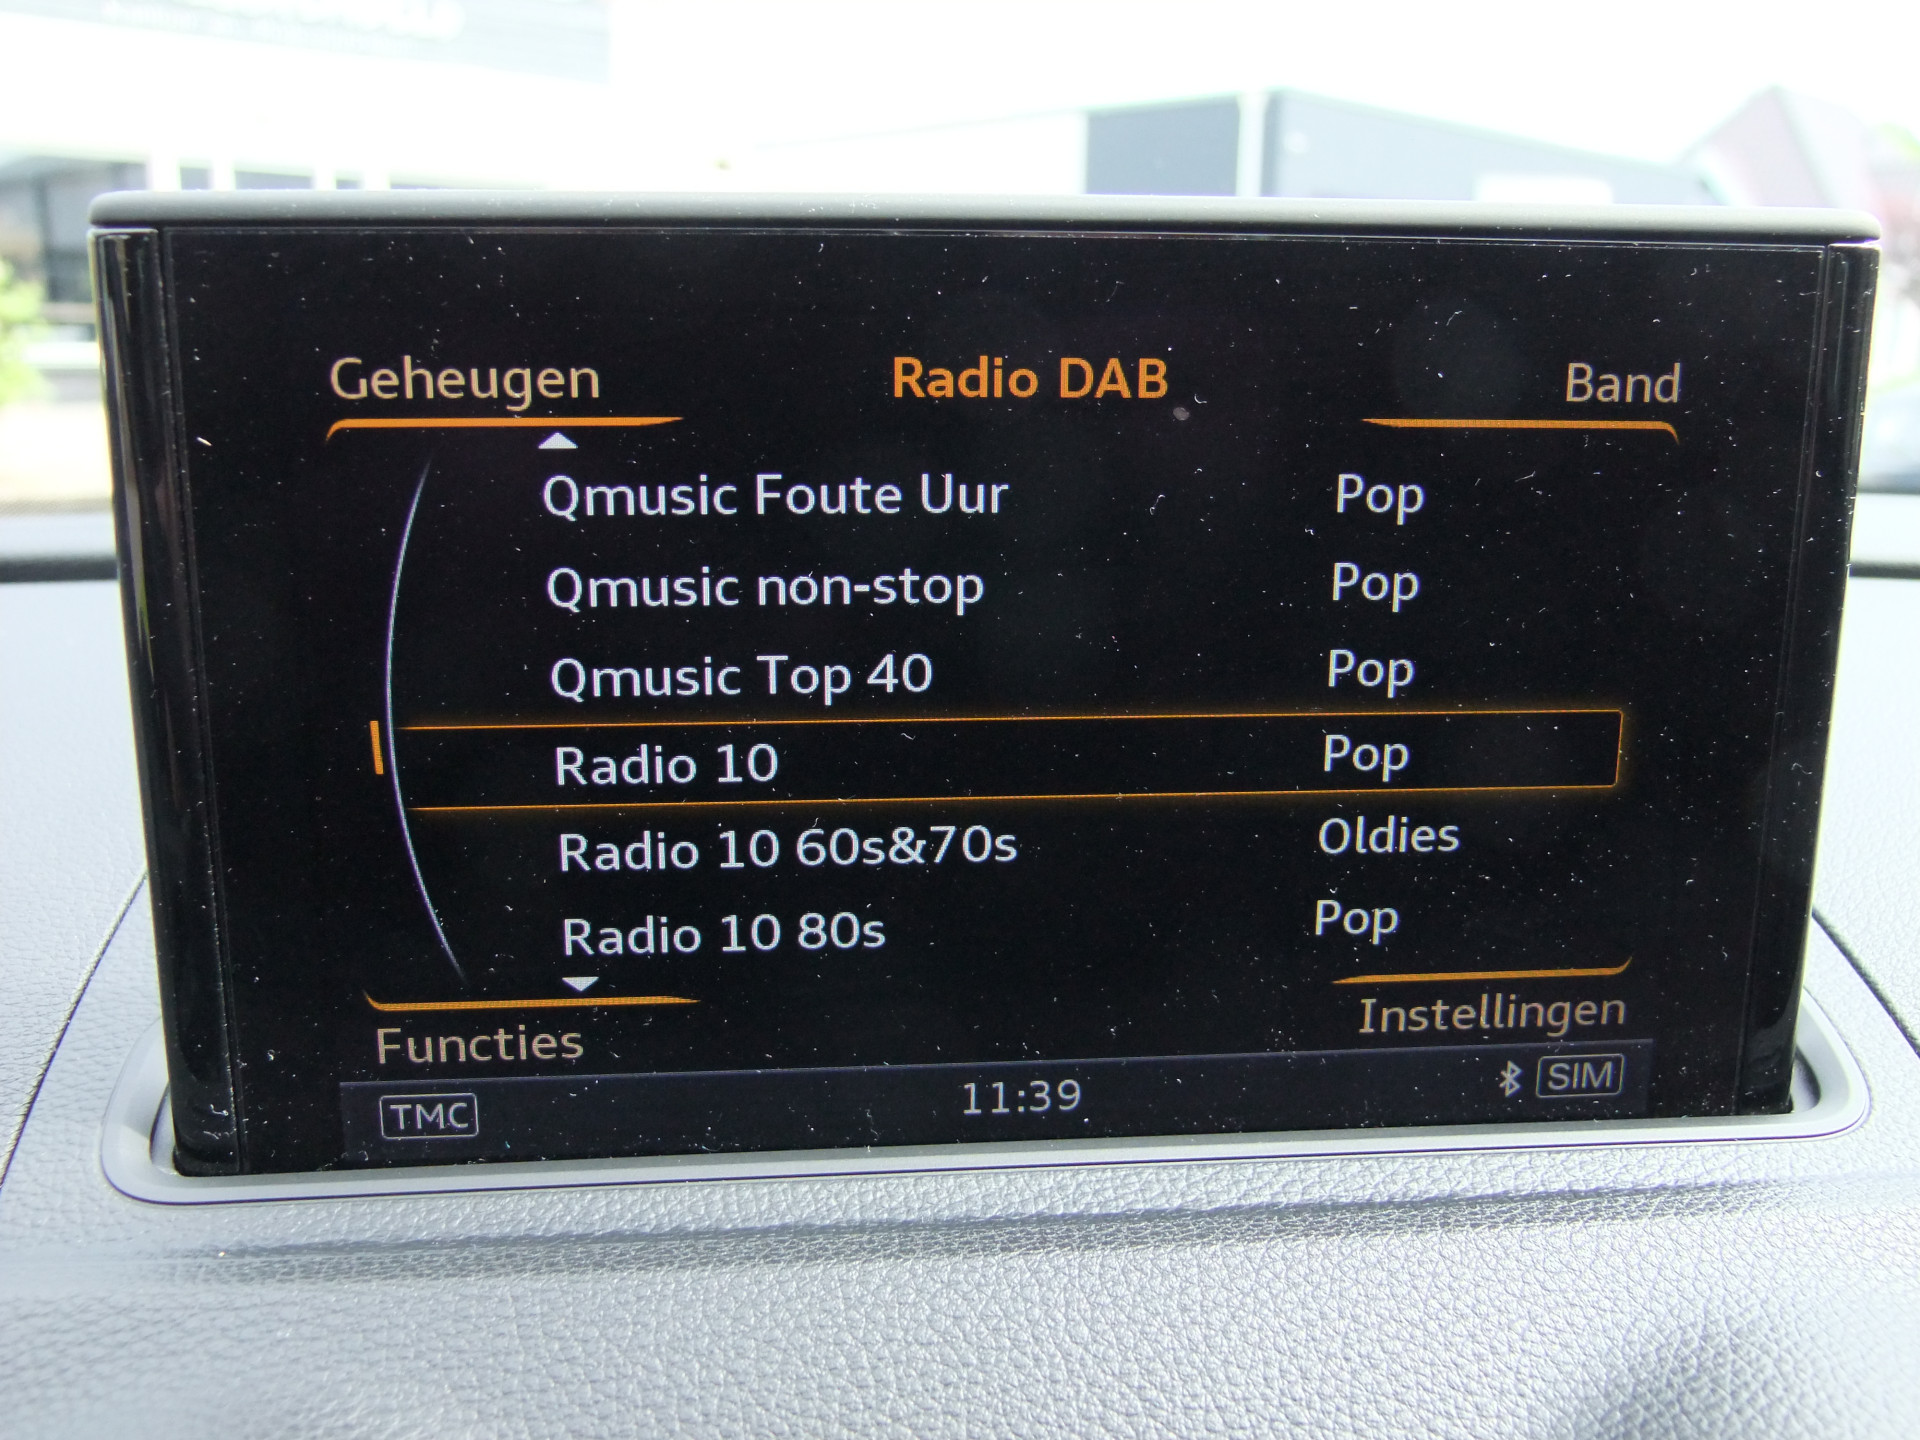 Geheugen Radio DAB Band
Qmusic Foute Uur Pop
Qmusic non-stop Pop
Qmusic Top 40 Pop
Radio 10 Pop
Radio 10 60s&70s Oldies
Radio 10 80s Pop
Functies Instellingen
TMC 11:39 SIM